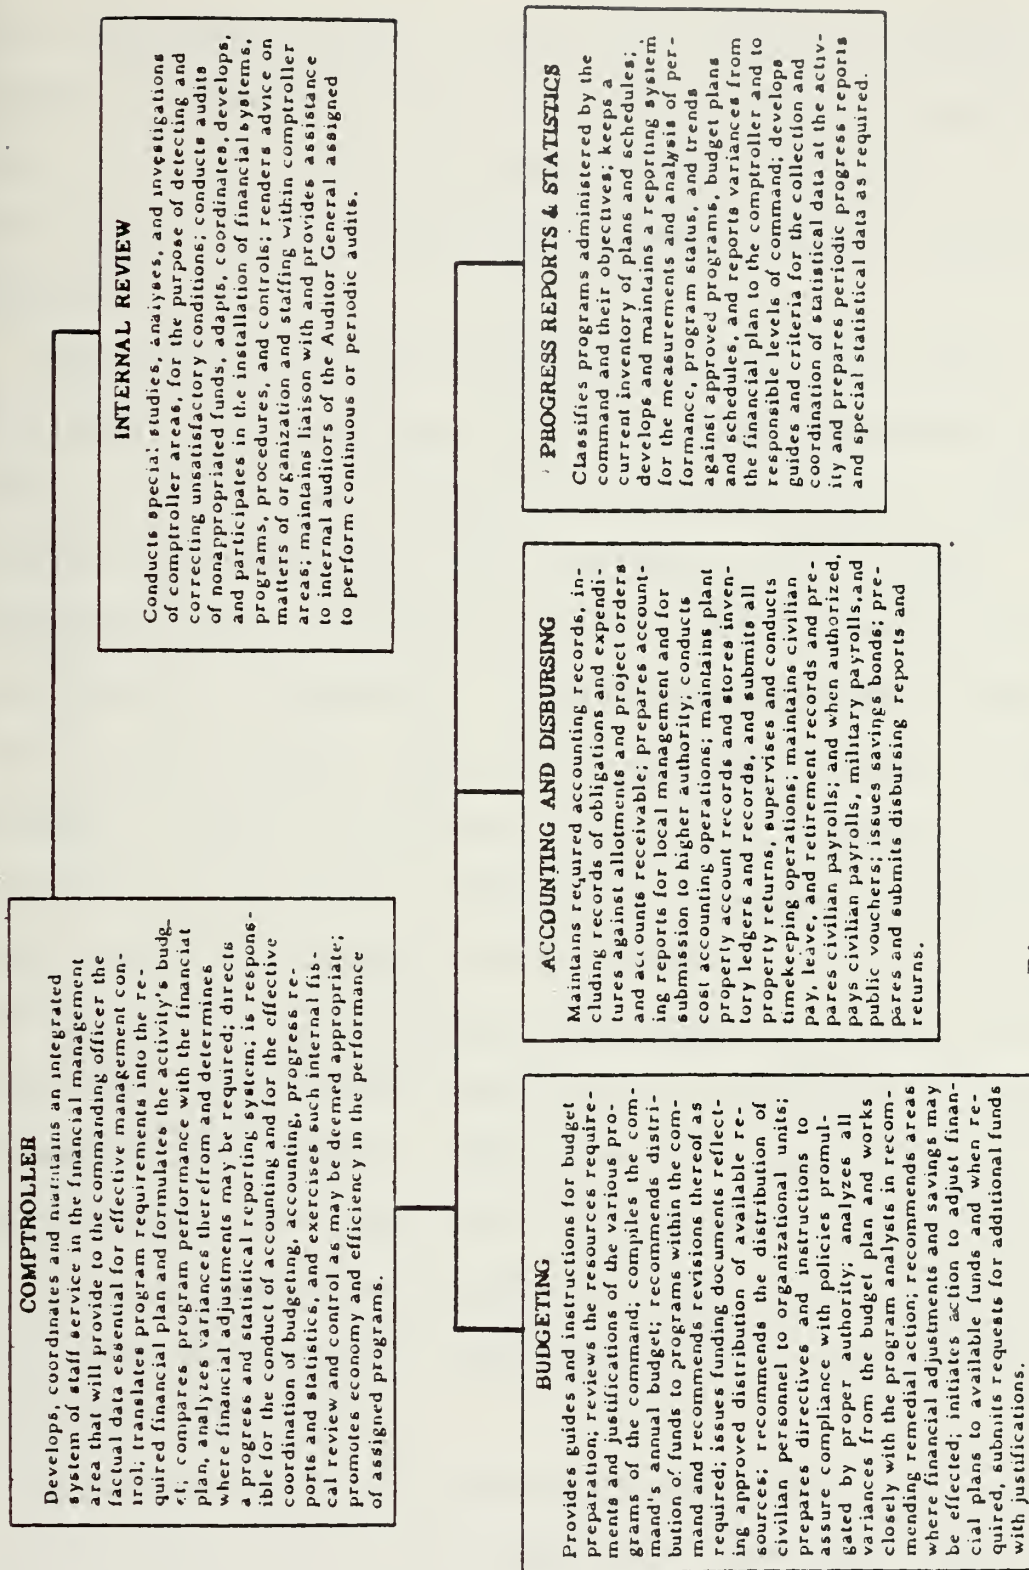 COMPTROLLER
Develops, coordinates and maintains an integrated
system of staff service in the financial management
area that will provide to the commanding officer the
factual data essential for effective management con-
trol; translates program requirements into the re-
quired financial plan and formulates the activity's budg-
et; compares program performance with the financial
plan, analyzes variances therefrom and determines
where financial adjustments may be required; directs
a progress and statistical reporting system; is respons-
ible for the conduct of accounting and for the effective
coordination of budgeting, accounting, progress re-
ports and statistics, and exercises such internal fis-
cal review and control as may be deemed appropriate;
promotes economy and efficiency in the performance
of assigned programs.
INTERNAL REVIEW
Conducts special studies, analyses, and investigations
of comptroller areas, for the purpose of detecting and
correcting unsatisfactory conditions; conducts audits
of nonappropriated funds, adapts, coordinates, develops,
and participates in the installation of financial systems,
programs, procedures, and controls; renders advice on
matters of organization and staffing within comptroller
areas; maintains liaison with and provides assistance
to internal auditors of the Auditor General assigned
to perform continuous or periodic audits.
BUDGETING
Provides guides and instructions for budget
preparation; reviews the resources require-
ments and justifications of the various pro-
grams of the command; compiles the com-
mand's annual budget; recommends distri-
bution of funds to programs within the com-
mand and recommends revisions thereof as
required; issues funding documents reflect-
ing approved distribution of available re-
sources; recommends the distribution of
civilian personnel to organizational units;
prepares directives and instructions to
assure compliance with policies promul-
gated by proper authority; analyzes all
variances from the budget plan and works
closely with the program analysts in recom-
mending remedial action; recommends areas
where financial adjustments and savings may
be effected; initiates action to adjust finan-
cial plans to available funds and when re-
quired, submits requests for additional funds
with justifications.
ACCOUNTING AND DISBURSING
Maintains required accounting records, in-
cluding records of obligations and expendi-
tures against allotments and project orders
and accounts receivable; prepares account-
ing reports for local management and for
submission to higher authority; conducts
cost accounting operations; maintains plant
property account records and stores inven-
tory ledgers and records, and submits all
property returns, supervises and conducts
timekeeping operations; maintains civilian
pay, leave, and retirement records and pre-
pares civilian payrolls; and when authorized,
pays civilian payrolls, military payrolls, and
public vouchers; issues savings bonds; pre-
pares and submits disbursing reports and
returns.
PROGRESS REPORTS & STATISTICS
Classifies programs administered by the
command and their objectives; keeps a
current inventory of plans and schedules;
develops and maintains a reporting system
for the measurements and analysis of per-
formance, program status, and trends
against approved programs, budget plans
and schedules, and reports variances from
the financial plan to the comptroller and to
responsible levels of command; develops
guides and criteria for the collection and
coordination of statistical data at the activ-
ity and prepares periodic progress reports
and special statistical data as required.